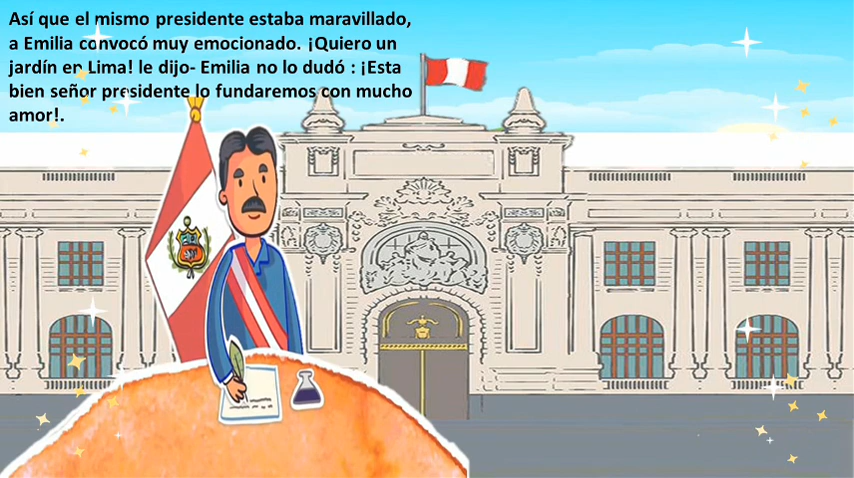 Así que el mismo presidente estaba maravillado,
a Emilia convocó muy emocionado. ¡Quiero un
jardín en Lima! le dijo- Emilia no lo dudó : ¡Esta
bien señor presidente lo fundaremos con mucho
amor!.